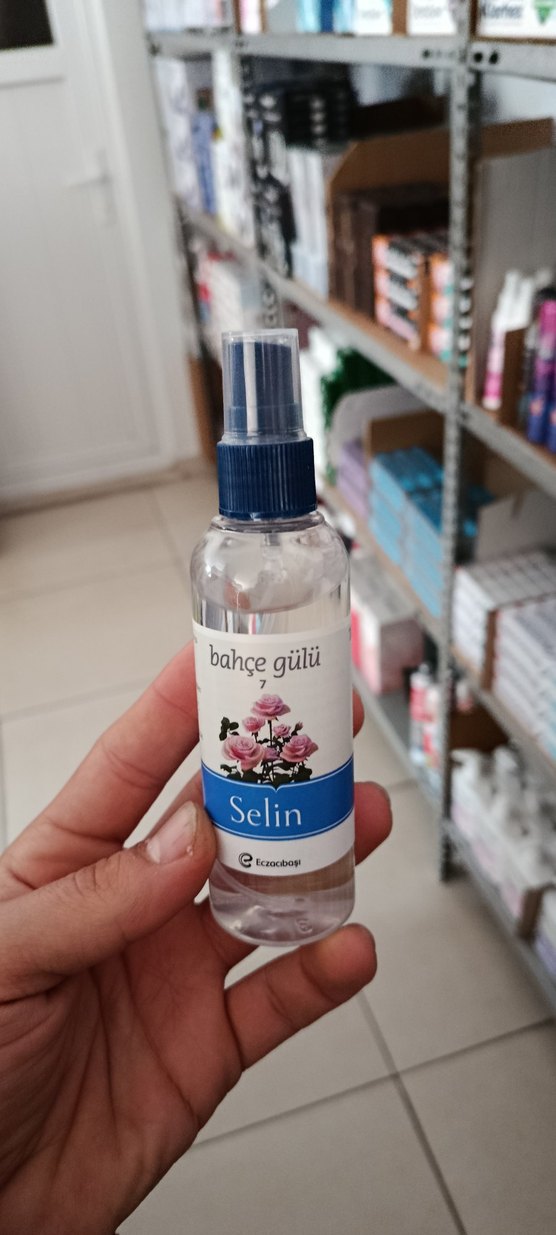 bahçe gülü
7
Selin
Eczacıbaşı